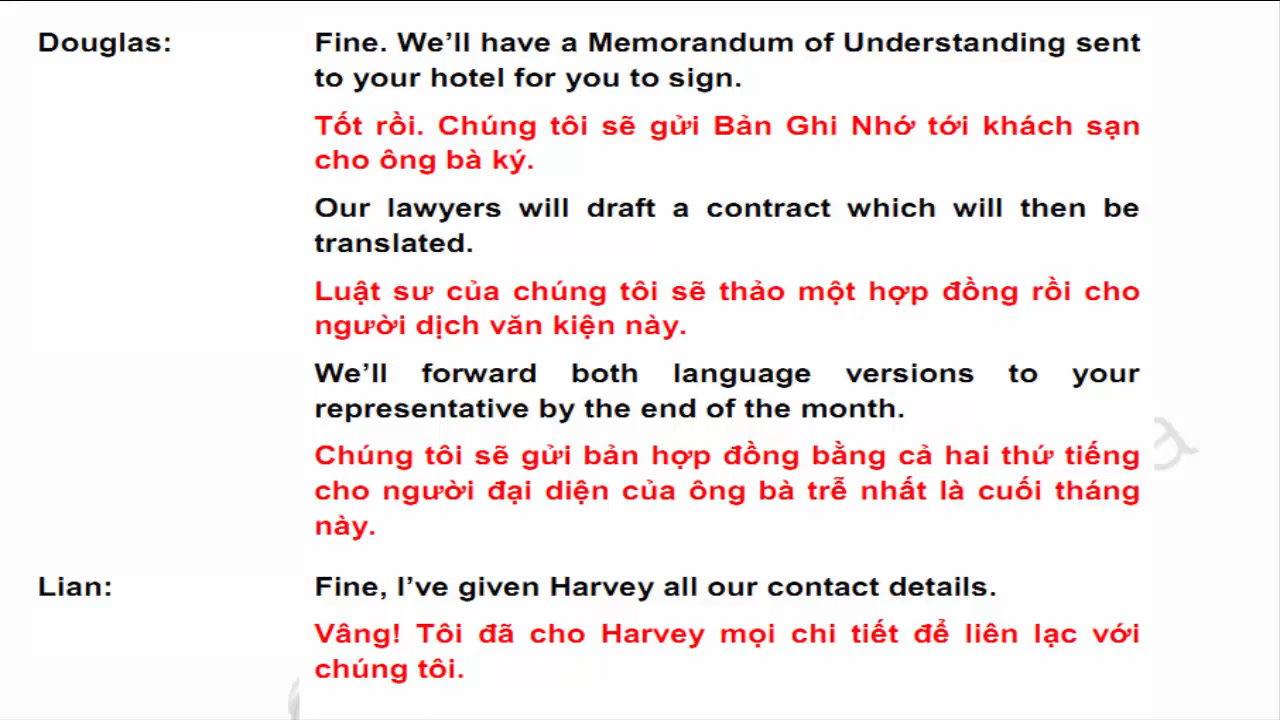 Douglas: Fine. We’ll have a Memorandum of Understanding sent
to your hotel for you to sign.
Tốt rồi. Chúng tôi sẽ gửi Bản Ghi Nhớ tới khách sạn
cho ông bà ký.
Our lawyers will draft a contract which will then be
translated.
Luật sư của chúng tôi sẽ thảo một hợp đồng rồi cho
người dịch văn kiện này.
We’ll forward both language versions to your
representative by the end of the month.
Chúng tôi sẽ gửi bản hợp đồng bằng cả hai thứ tiếng
cho người đại diện của ông bà trễ nhất là cuối tháng
này.
Lian: Fine, I’ve given Harvey all our contact details.
Vâng! Tôi đã cho Harvey mọi chi tiết để liên lạc với
chúng tôi.